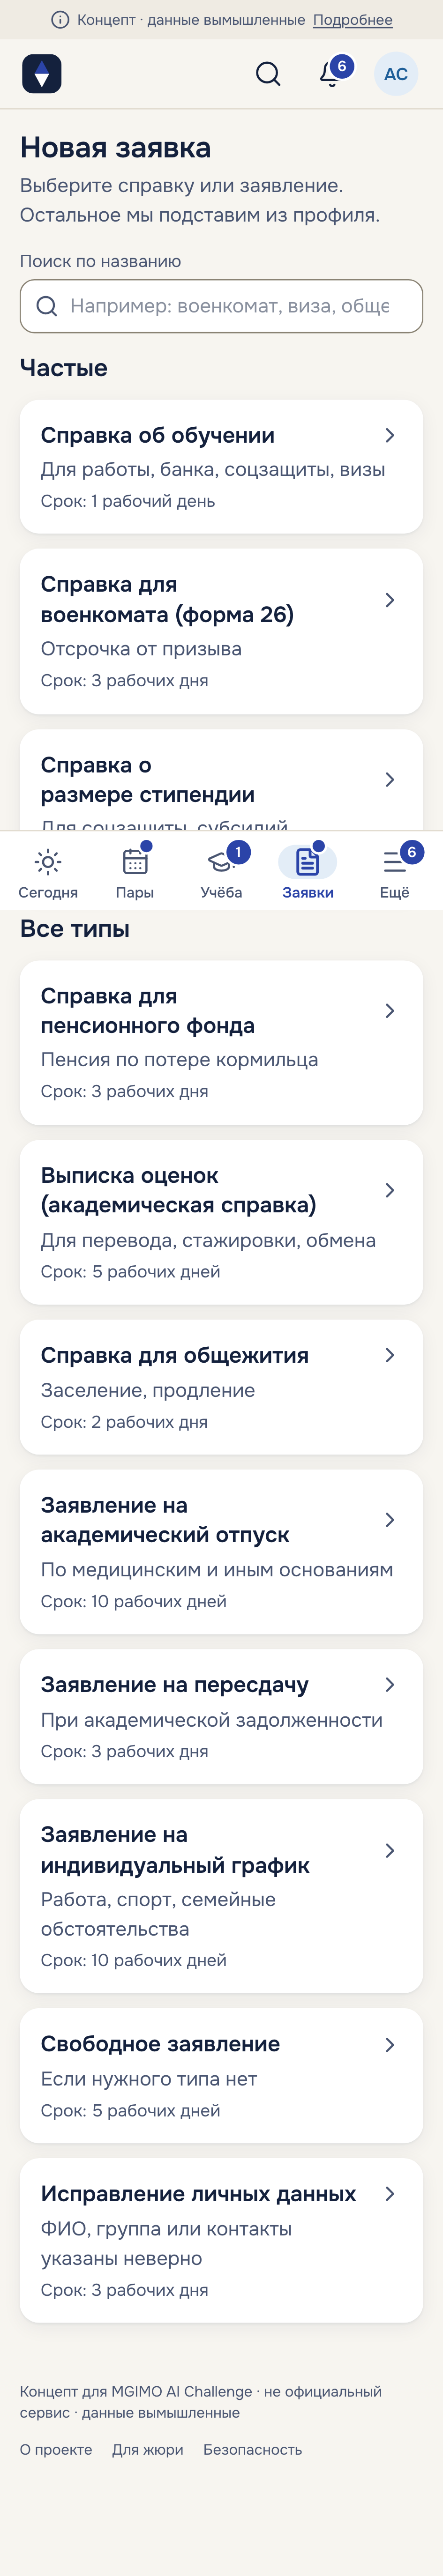 Концепт · данные вымышленные Подробнее
6
АС
Новая заявка
Выберите справку или заявление.
Остальное мы подставим из профиля.
Поиск по названию
Например: военкомат, виза, обще
Частые
Справка об обучении
Для работы, банка, соцзащиты, визы
Срок: 1 рабочий день
Справка для
военкомата (форма 26)
Отсрочка от призыва
Срок: 3 рабочих дня
Справка о
размере стипендии
Для соцзащиты, субсидий
1
6
Сегодня
Пары
Учёба
Заявки
Ещё
Все типы
Справка для
пенсионного фонда
Пенсия по потере кормильца
Срок: 3 рабочих дня
Выписка оценок
(академическая справка)
Для перевода, стажировки, обмена
Срок: 5 рабочих дней
Справка для общежития
Заселение, продление
Срок: 2 рабочих дня
Заявление на
академический отпуск
По медицинским и иным основаниям
Срок: 10 рабочих дней
Заявление на пересдачу
При академической задолженности
Срок: 3 рабочих дня
Заявление на
индивидуальный график
Работа, спорт, семейные
обстоятельства
Срок: 10 рабочих дней
Свободное заявление
Если нужного типа нет
Срок: 5 рабочих дней
Исправление личных данных
ФИО, группа или контакты
указаны неверно
Срок: 3 рабочих дня
Концепт для MGIMO AI Challenge · не официальный
сервис · данные вымышленные
О проекте
Для жюри
Безопасность